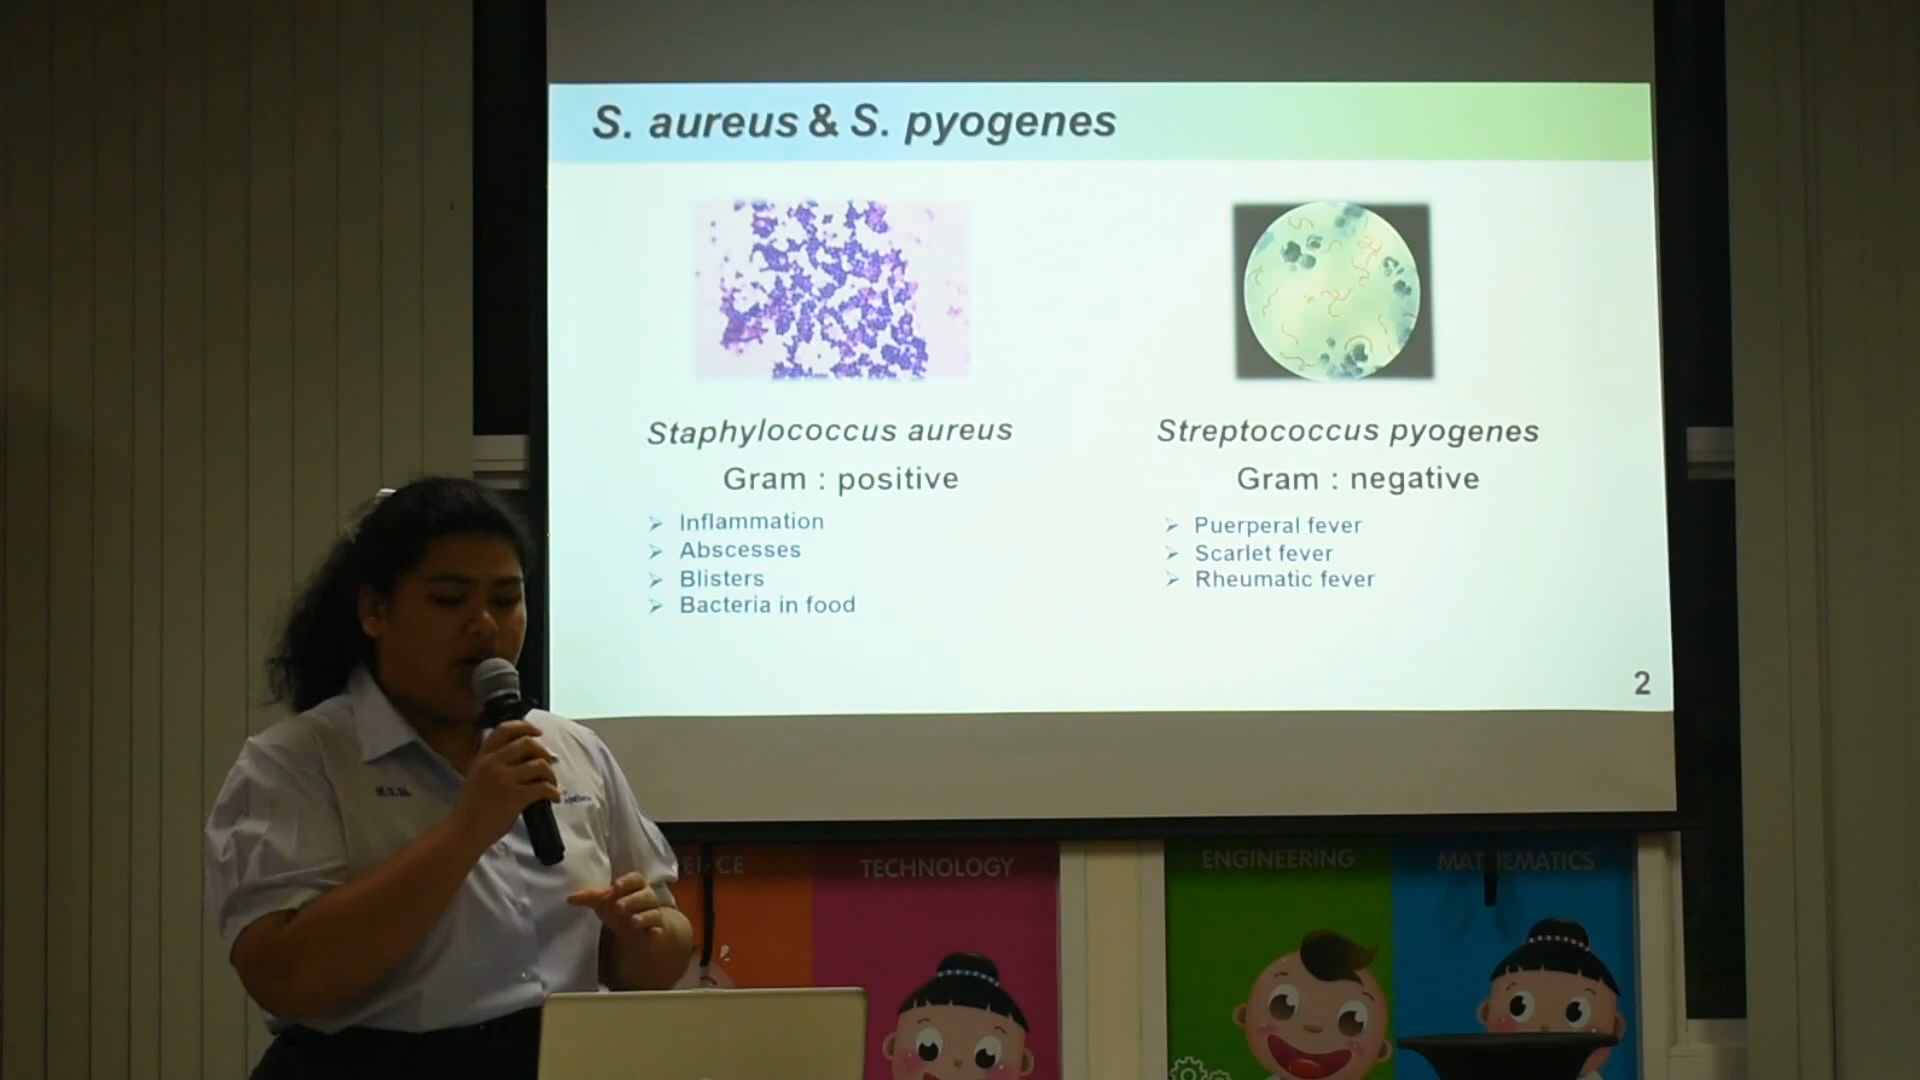 S. aureus & S. pyogenes
Staphylococcus aureus
Gram : positive
Inflammation
Abscesses
Blisters
Bacteria in food
Streptococcus pyogenes
Gram : negative
Puerperal fever
Scarlet fever
Rheumatic fever
2
TECHNOLOGY
ENGINEERING
MATHEMATICS